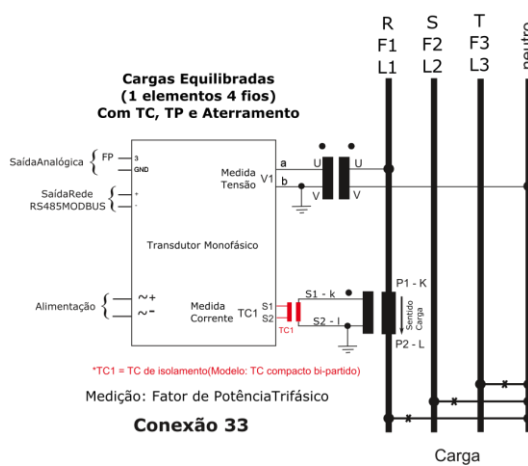 R S T neutro
F1 F2 F3
L1 L2 L3
Cargas Equilibradas
(1 elementos 4 fios)
Com TC, TP e Aterramento
SaídaAnalógica { FP 3
GND
SaídaRede { +
RS485MODBUS -
Medida V1
Tensão
a U U
b V V
Transdutor Monofásico
Alimentação { ~+
~-
Medida TC1 S1
Corrente S2
TC1
S1 - k
S2 - l
P1 - K
Sentido
Carga
P2 - L
*TC1 = TC de isolamento(Modelo: TC compacto bi-partido)
Medição: Fator de PotênciaTrifásico
Conexão 33
x
x
x
Carga